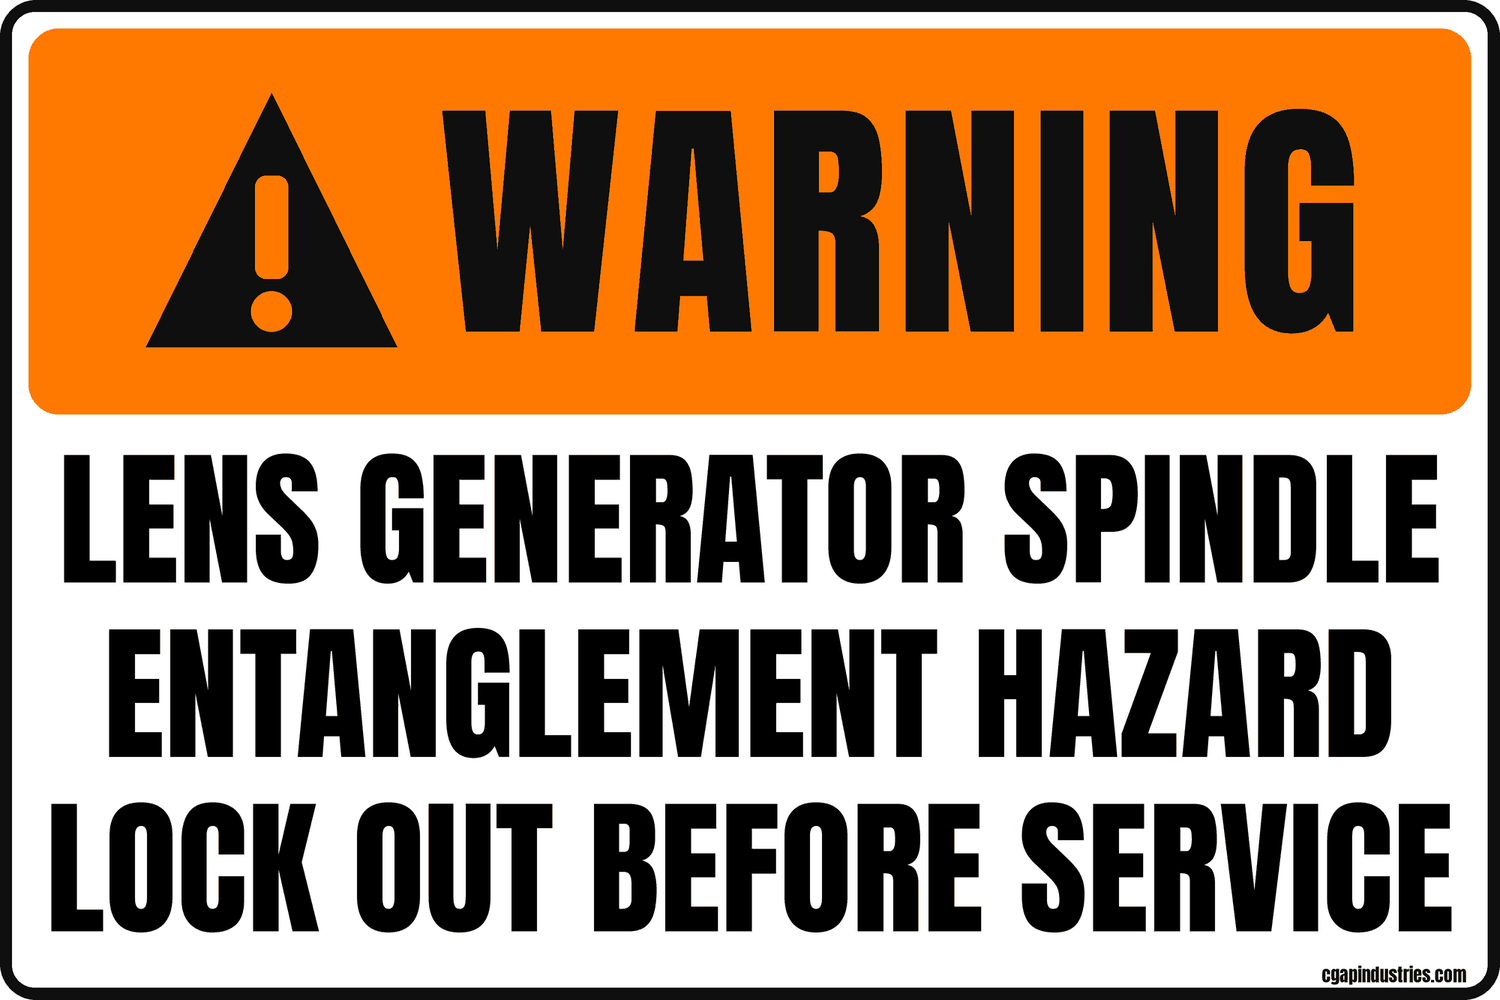 WARNING
LENS GENERATOR SPINDLE
ENTANGLEMENT HAZARD
LOCK OUT BEFORE SERVICE
cgapindustries.com